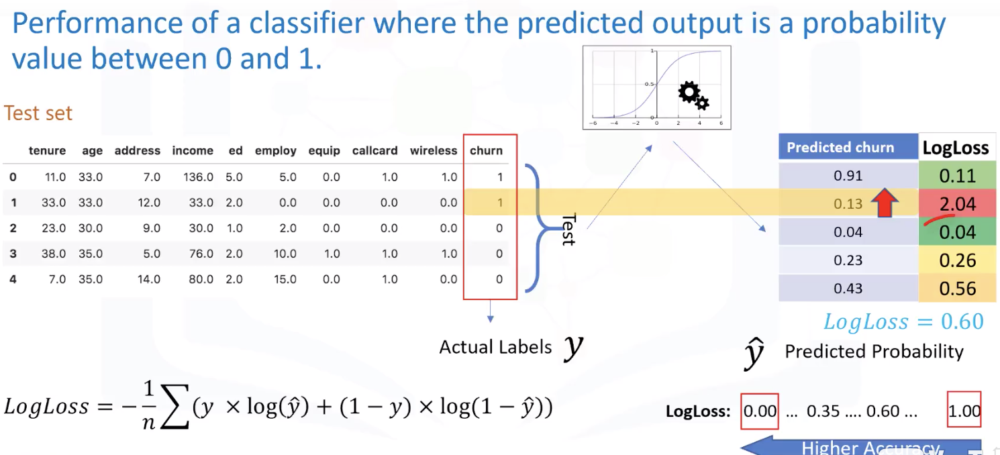 Performance of a classifier where the predicted output is a probability
value between 0 and 1.
1
0.5
0
−6 −4 −2 0 2 4 6
Test set
tenure age address income ed employ equip callcard wireless churn
0 11.0 33.0 7.0 136.0 5.0 5.0 0.0 1.0 1.0 1
1 33.0 33.0 12.0 33.0 2.0 0.0 0.0 0.0 0.0 1
2 23.0 30.0 9.0 30.0 1.0 2.0 0.0 0.0 0.0 0
3 38.0 35.0 5.0 76.0 2.0 10.0 1.0 1.0 1.0 0
4 7.0 35.0 14.0 80.0 2.0 15.0 0.0 1.0 0.0 0
Test
Predicted churn LogLoss
0.91 0.11
0.13 2.04
0.04 0.04
0.23 0.26
0.43 0.56
LogLoss = 0.60
Actual Labels y
ŷ Predicted Probability
LogLoss = −1/n ∑(y × log(ŷ) + (1 − y) × log(1 − ŷ))
LogLoss: 0.00 ... 0.35 .... 0.60 ... 1.00
Higher Accuracy